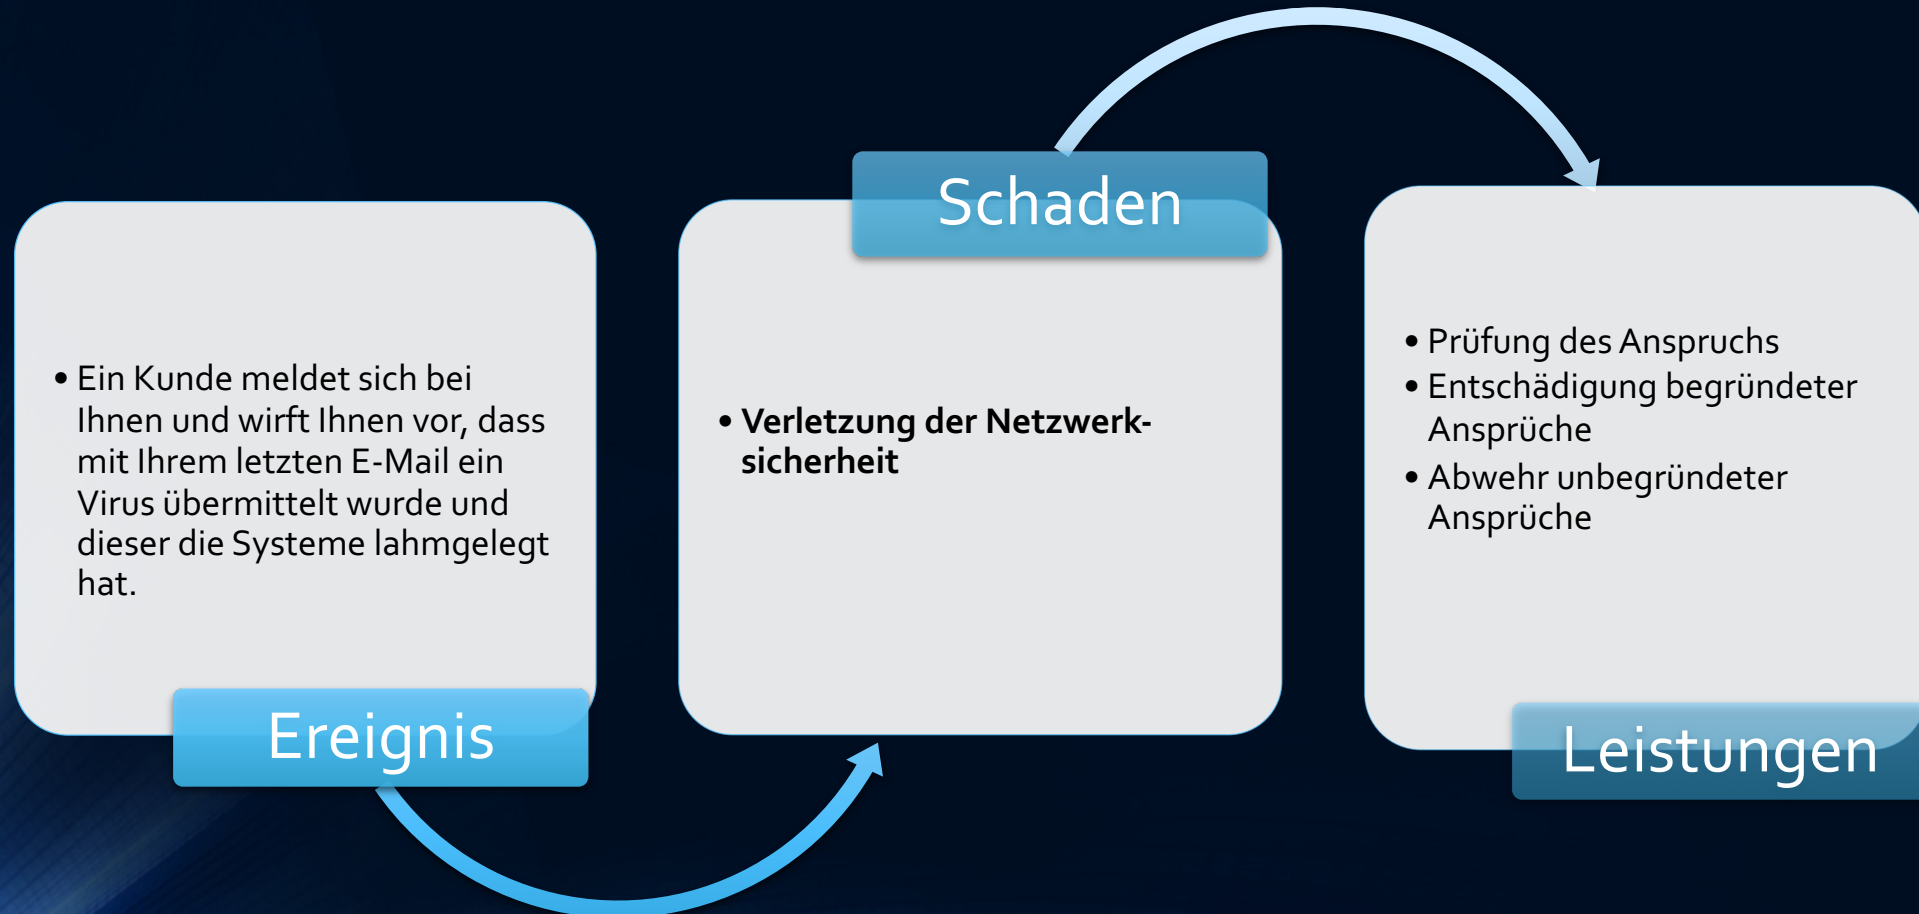 • Ein Kunde meldet sich bei
Ihnen und wirft Ihnen vor, dass
mit Ihrem letzten E-Mail ein
Virus übermittelt wurde und
dieser die Systeme lahmgelegt
hat.
Ereignis
Schaden
• Verletzung der Netzwerk-
sicherheit
• Prüfung des Anspruchs
• Entschädigung begründeter
Ansprüche
• Abwehr unbegründeter
Ansprüche
Leistungen